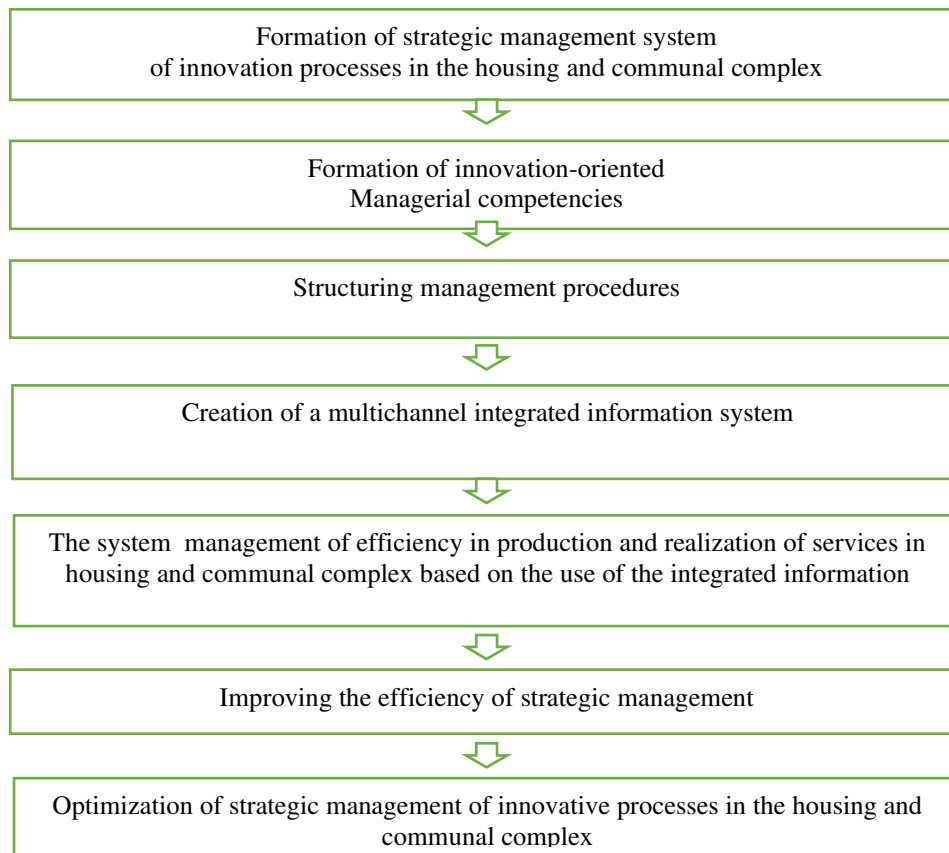 Formation of strategic management system
of innovation processes in the housing and communal complex
Formation of innovation-oriented
Managerial competencies
Structuring management procedures
Creation of a multichannel integrated information system
The system  management of efficiency in production and realization of services in
housing and communal complex based on the use of the integrated information
Improving the efficiency of strategic management
Optimization of strategic management of innovative processes in the housing and
communal complex